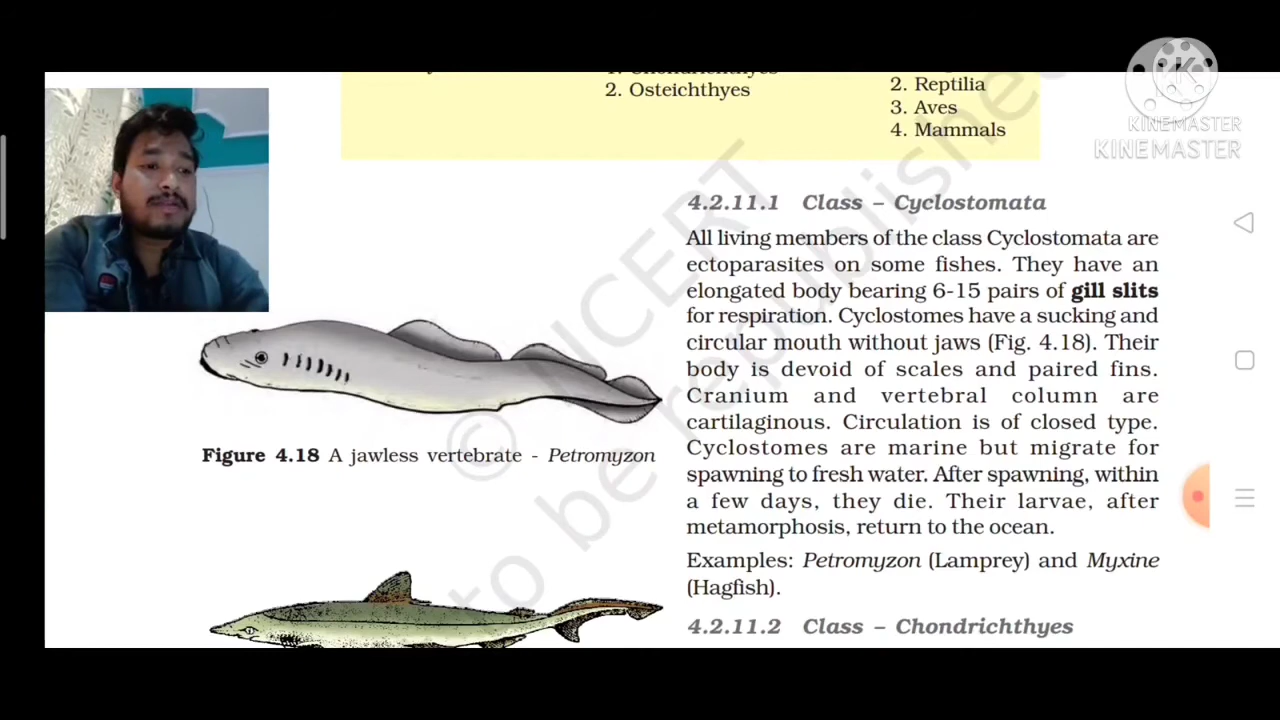 2. Osteichthyes
2. Reptilia
3. Aves
4. Mammals
KINEMASTER
KINEMASTER
4.2.11.1 Class – Cyclostomata
All living members of the class Cyclostomata are
ectoparasites on some fishes. They have an
elongated body bearing 6-15 pairs of gill slits
for respiration. Cyclostomes have a sucking and
circular mouth without jaws (Fig. 4.18). Their
body is devoid of scales and paired fins.
Cranium and vertebral column are
cartilaginous. Circulation is of closed type.
Cyclostomes are marine but migrate for
spawning to fresh water. After spawning, within
a few days, they die. Their larvae, after
metamorphosis, return to the ocean.
Examples: Petromyzon (Lamprey) and Myxine
(Hagfish).
4.2.11.2 Class – Chondrichthyes
Figure 4.18 A jawless vertebrate - Petromyzon
© NCERT
to be republished